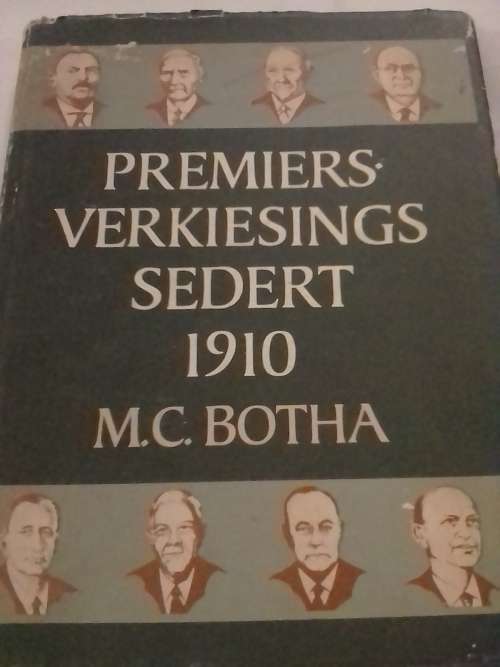 PREMIERS-
VERKIESINGS
SEDERT
1910
M.C. BOTHA